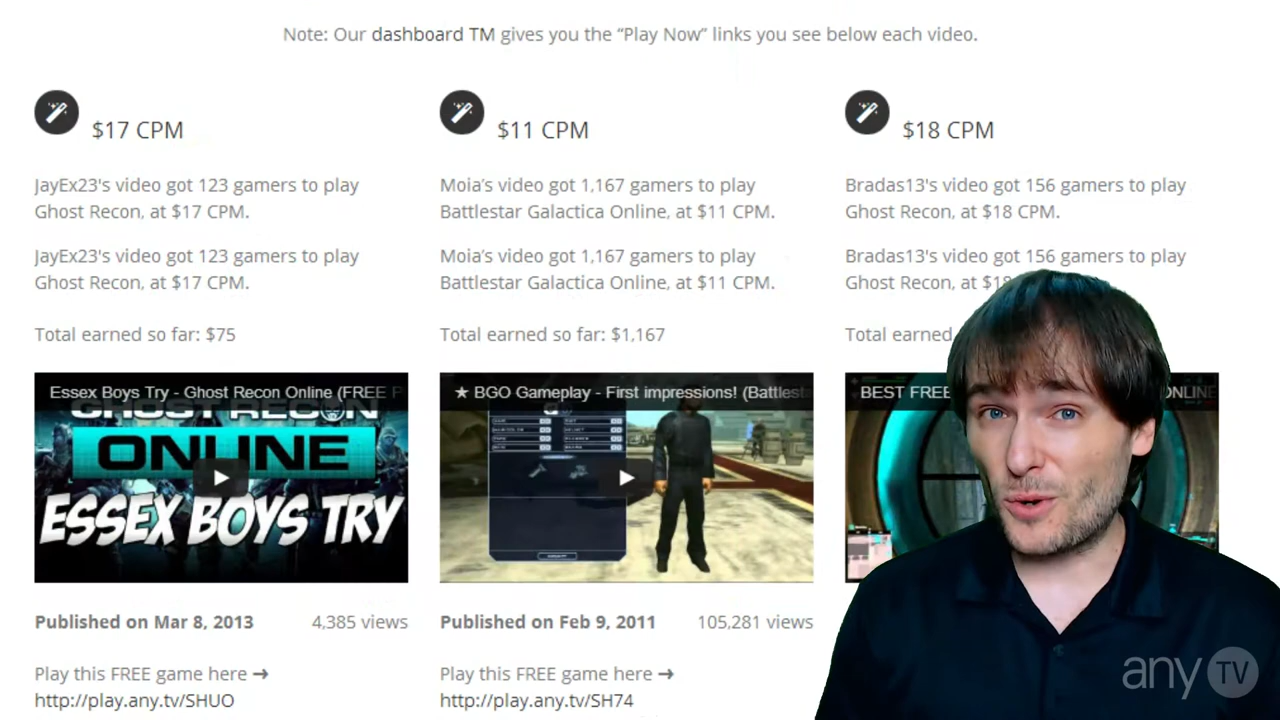 Note: Our dashboard TM gives you the “Play Now” links you see below each video.
$17 CPM
JayEx23's video got 123 gamers to play
Ghost Recon, at $17 CPM.
JayEx23's video got 123 gamers to play
Ghost Recon, at $17 CPM.
Total earned so far: $75
Essex Boys Try - Ghost Recon Online (FREE P
GHOST RECON
ONLINE
ESSEX BOYS TRY
Published on Mar 8, 2013
4,385 views
Play this FREE game here ➜
http://play.any.tv/SHUO
$11 CPM
Moia’s video got 1,167 gamers to play
Battlestar Galactica Online, at $11 CPM.
Moia’s video got 1,167 gamers to play
Battlestar Galactica Online, at $11 CPM.
Total earned so far: $1,167
★ BGO Gameplay - First impressions! (Battlest
Published on Feb 9, 2011
105,281 views
Play this FREE game here ➜
http://play.any.tv/SH74
$18 CPM
Bradas13's video got 156 gamers to play
Ghost Recon, at $18 CPM.
Bradas13's video got 156 gamers to play
Ghost Recon, at $18
Total earned
BEST FREE
ONLINE
any TV